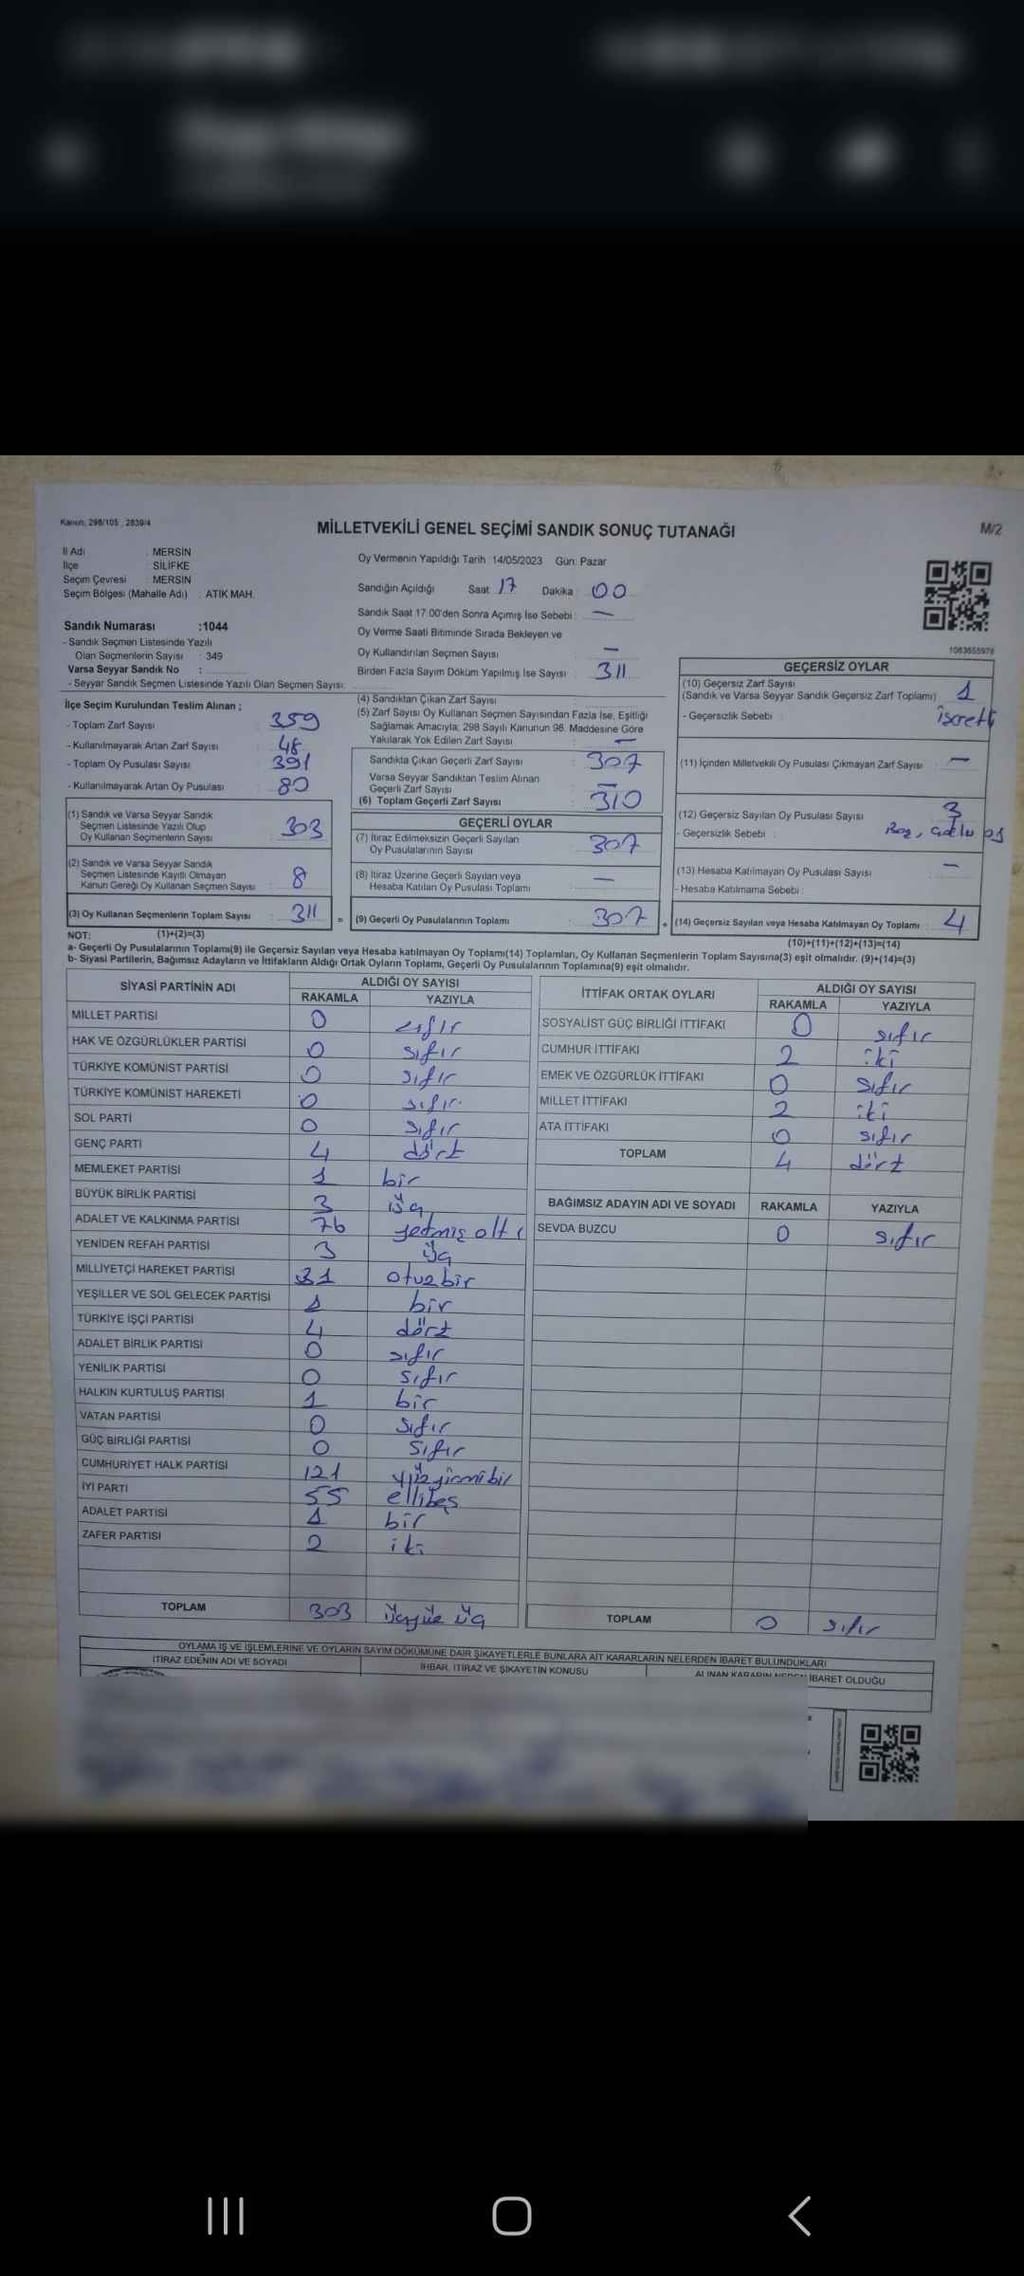 Kanun, 298/105 , 2839/4
MİLLETVEKİLİ GENEL SEÇİMİ SANDIK SONUÇ TUTANAĞI
M/2
İl Adı : MERSİN
İlçe : SİLİFKE
Seçim Çevresi : MERSİN
Seçim Bölgesi (Mahalle Adı) : ATİK MAH.
Sandık Numarası :1044
- Sandık Seçmen Listesinde Yazılı
Olan Seçmenlerin Sayısı : 349
Varsa Seyyar Sandık No :
- Seyyar Sandık Seçmen Listesinde Yazılı Olan Seçmen Sayısı:
Oy Vermenin Yapıldığı Tarih :14/05/2023 Gün: Pazar
Sandığın Açıldığı Saat 17 Dakika 00
Sandık Saat 17.00'den Sonra Açımış İse Sebebi : —
Oy Verme Saati Bitiminde Sırada Bekleyen ve
Oy Kullandırılan Seçmen Sayısı —
Birden Fazla Sayım Döküm Yapılmış İse Sayısı : 311
1063655978
İlçe Seçim Kurulundan Teslim Alınan ;
- Toplam Zarf Sayısı 359
- Kullanılmayarak Artan Zarf Sayısı 48
- Toplam Oy Pusulası Sayısı 391
- Kullanılmayarak Artan Oy Pusulası 80
(1) Sandık ve Varsa Seyyar Sandık
Seçmen Listesinde Yazılı Olup
Oy Kullanan Seçmenlerin Sayısı 303
(2) Sandık ve Varsa Seyyar Sandık
Seçmen Listesinde Kayıtlı Olmayan
Kanun Gereği Oy Kullanan Seçmen Sayısı 8
(3) Oy Kullanan Seçmenlerin Toplam Sayısı 311 =
(4) Sandıktan Çıkan Zarf Sayısı
(5) Zarf Sayısı Oy Kullanan Seçmen Sayısından Fazla İse, Eşitliği
Sağlamak Amacıyla; 298 Sayılı Kanunun 98. Maddesine Göre
Yakılarak Yok Edilen Zarf Sayısı —
Sandıkta Çıkan Geçerli Zarf Sayısı 307
Varsa Seyyar Sandıktan Teslim Alınan
Geçerli Zarf Sayısı —
(6) Toplam Geçerli Zarf Sayısı 310
GEÇERLİ OYLAR
(7) İtiraz Edilmeksizin Geçerli Sayılan
Oy Pusulalarının Sayısı 307
(8) İtiraz Üzerine Geçerli Sayılan veya
Hesaba Katılan Oy Pusulası Toplamı —
(9) Geçerli Oy Pusulalarının Toplamı 307 +
GEÇERSİZ OYLAR
(10) Geçersiz Zarf Sayısı
(Sandık ve Varsa Seyyar Sandık Geçersiz Zarf Toplamı) 1
- Geçersizlik Sebebi :
(11) İçinden Milletvekili Oy Pusulası Çıkmayan Zarf Sayısı —
(12) Geçersiz Sayılan Oy Pusulası Sayısı 3
- Geçersizlik Sebebi :
(13) Hesaba Katılmayan Oy Pusulası Sayısı —
- Hesaba Katılmama Sebebi :
(14) Geçersiz Sayılan veya Hesaba Katılmayan Oy Toplamı 4
NOT: (1)+(2)=(3)
(10)+(11)+(12)+(13)=(14)
a- Geçerli Oy Pusulalarının Toplamı(9) ile Geçersiz Sayılan veya Hesaba katılmayan Oy Toplamı(14) Toplamları, Oy Kullanan Seçmenlerin Toplam Sayısına(3) eşit olmalıdır. (9)+(14)=(3)
b- Siyasi Partilerin, Bağımsız Adayların ve İttifakların Aldığı Ortak Oyların Toplamı, Geçerli Oy Pusulalarının Toplamına(9) eşit olmalıdır.
SİYASİ PARTİNİN ADI ALDIĞI OY SAYISI
RAKAMLA YAZIYLA
MİLLET PARTİSİ 0 sıfır
HAK VE ÖZGÜRLÜKLER PARTİSİ 0 sıfır
TÜRKİYE KOMÜNİST PARTİSİ 0 sıfır
TÜRKİYE KOMÜNİST HAREKETİ 0 sıfır
SOL PARTİ 0 sıfır
GENÇ PARTİ 4 dört
MEMLEKET PARTİSİ 1 bir
BÜYÜK BİRLİK PARTİSİ 3 üç
ADALET VE KALKINMA PARTİSİ 76 yetmiş altı
YENİDEN REFAH PARTİSİ 3 üç
MİLLİYETÇİ HAREKET PARTİSİ 31 otuzbir
YEŞİLLER VE SOL GELECEK PARTİSİ 1 bir
TÜRKİYE İŞÇİ PARTİSİ 4 dört
ADALET BİRLİK PARTİSİ 0 sıfır
YENİLİK PARTİSİ 0 sıfır
HALKIN KURTULUŞ PARTİSİ 1 bir
VATAN PARTİSİ 0 sıfır
GÜÇ BİRLİĞİ PARTİSİ 0 sıfır
CUMHURİYET HALK PARTİSİ 121 yüzyirmibir
İYİ PARTİ 55 ellibeş
ADALET PARTİSİ 1 bir
ZAFER PARTİSİ 2 iki
TOPLAM 303 üçyüz üç
İTTİFAK ORTAK OYLARI ALDIĞI OY SAYISI
RAKAMLA YAZIYLA
SOSYALİST GÜÇ BİRLİĞİ İTTİFAKI 0 sıfır
CUMHUR İTTİFAKI 2 iki
EMEK VE ÖZGÜRLÜK İTTİFAKI 0 sıfır
MİLLET İTTİFAKI 2 iki
ATA İTTİFAKI 0 sıfır
TOPLAM 4 dört
BAĞIMSIZ ADAYIN ADI VE SOYADI RAKAMLA YAZIYLA
SEVDA BUZCU 0 sıfır
TOPLAM 0 sıfır
OYLAMA İŞ VE İŞLEMLERİNE VE OYLARIN SAYIM DÖKÜMÜNE DAİR ŞİKAYETLERLE BUNLARA AİT KARARLARIN NELERDEN İBARET BULUNDUKLARI
İTİRAZ EDENİN ADI VE SOYADI İHBAR, İTİRAZ VE ŞİKAYETİN KONUSU ALINAN KARARIN NEDEN İBARET OLDUĞU